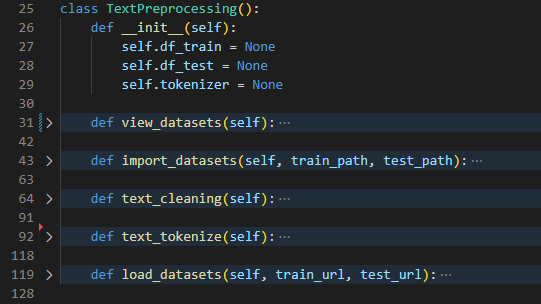 25 class TextPreprocessing():
26     def __init__(self):
27         self.df_train = None
28         self.df_test = None
29         self.tokenizer = None
30
31 >     def view_datasets(self): ···
42
43 >     def import_datasets(self, train_path, test_path): ···
63
64 >     def text_cleaning(self): ···
91
92 >     def text_tokenize(self): ···
118
119 >     def load_datasets(self, train_url, test_url): ···
128